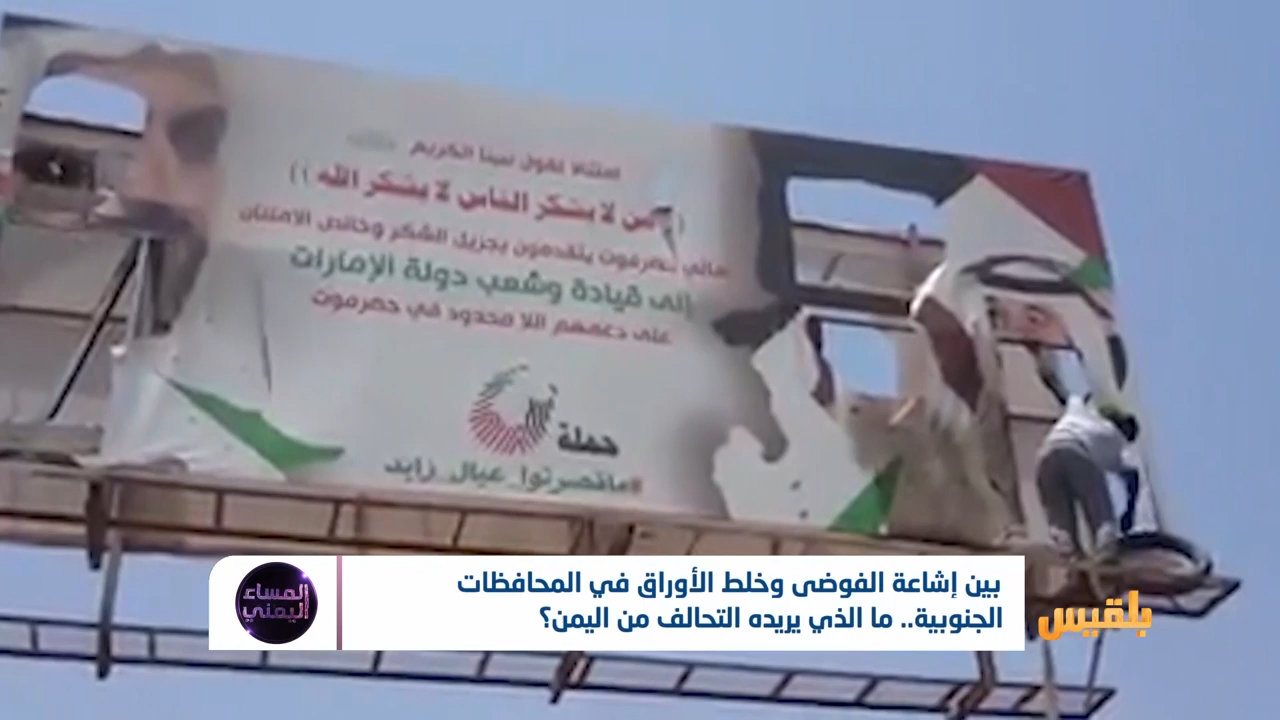 امتثالا لقول نبينا الكريم
(( من لا يشكر الناس لا يشكر الله ))
حضرموت يتقدمون بجزيل الشكر وخالص الامتنان
إلى قيادة وشعب دولة الإمارات
على دعمهم اللا محدود في حضرموت
حملة
#ماقصرتوا_عيال_زايد
المساء اليمني
بين إشاعة الفوضى وخلط الأوراق في المحافظات
الجنوبية.. ما الذي يريده التحالف من اليمن؟
بلقيس